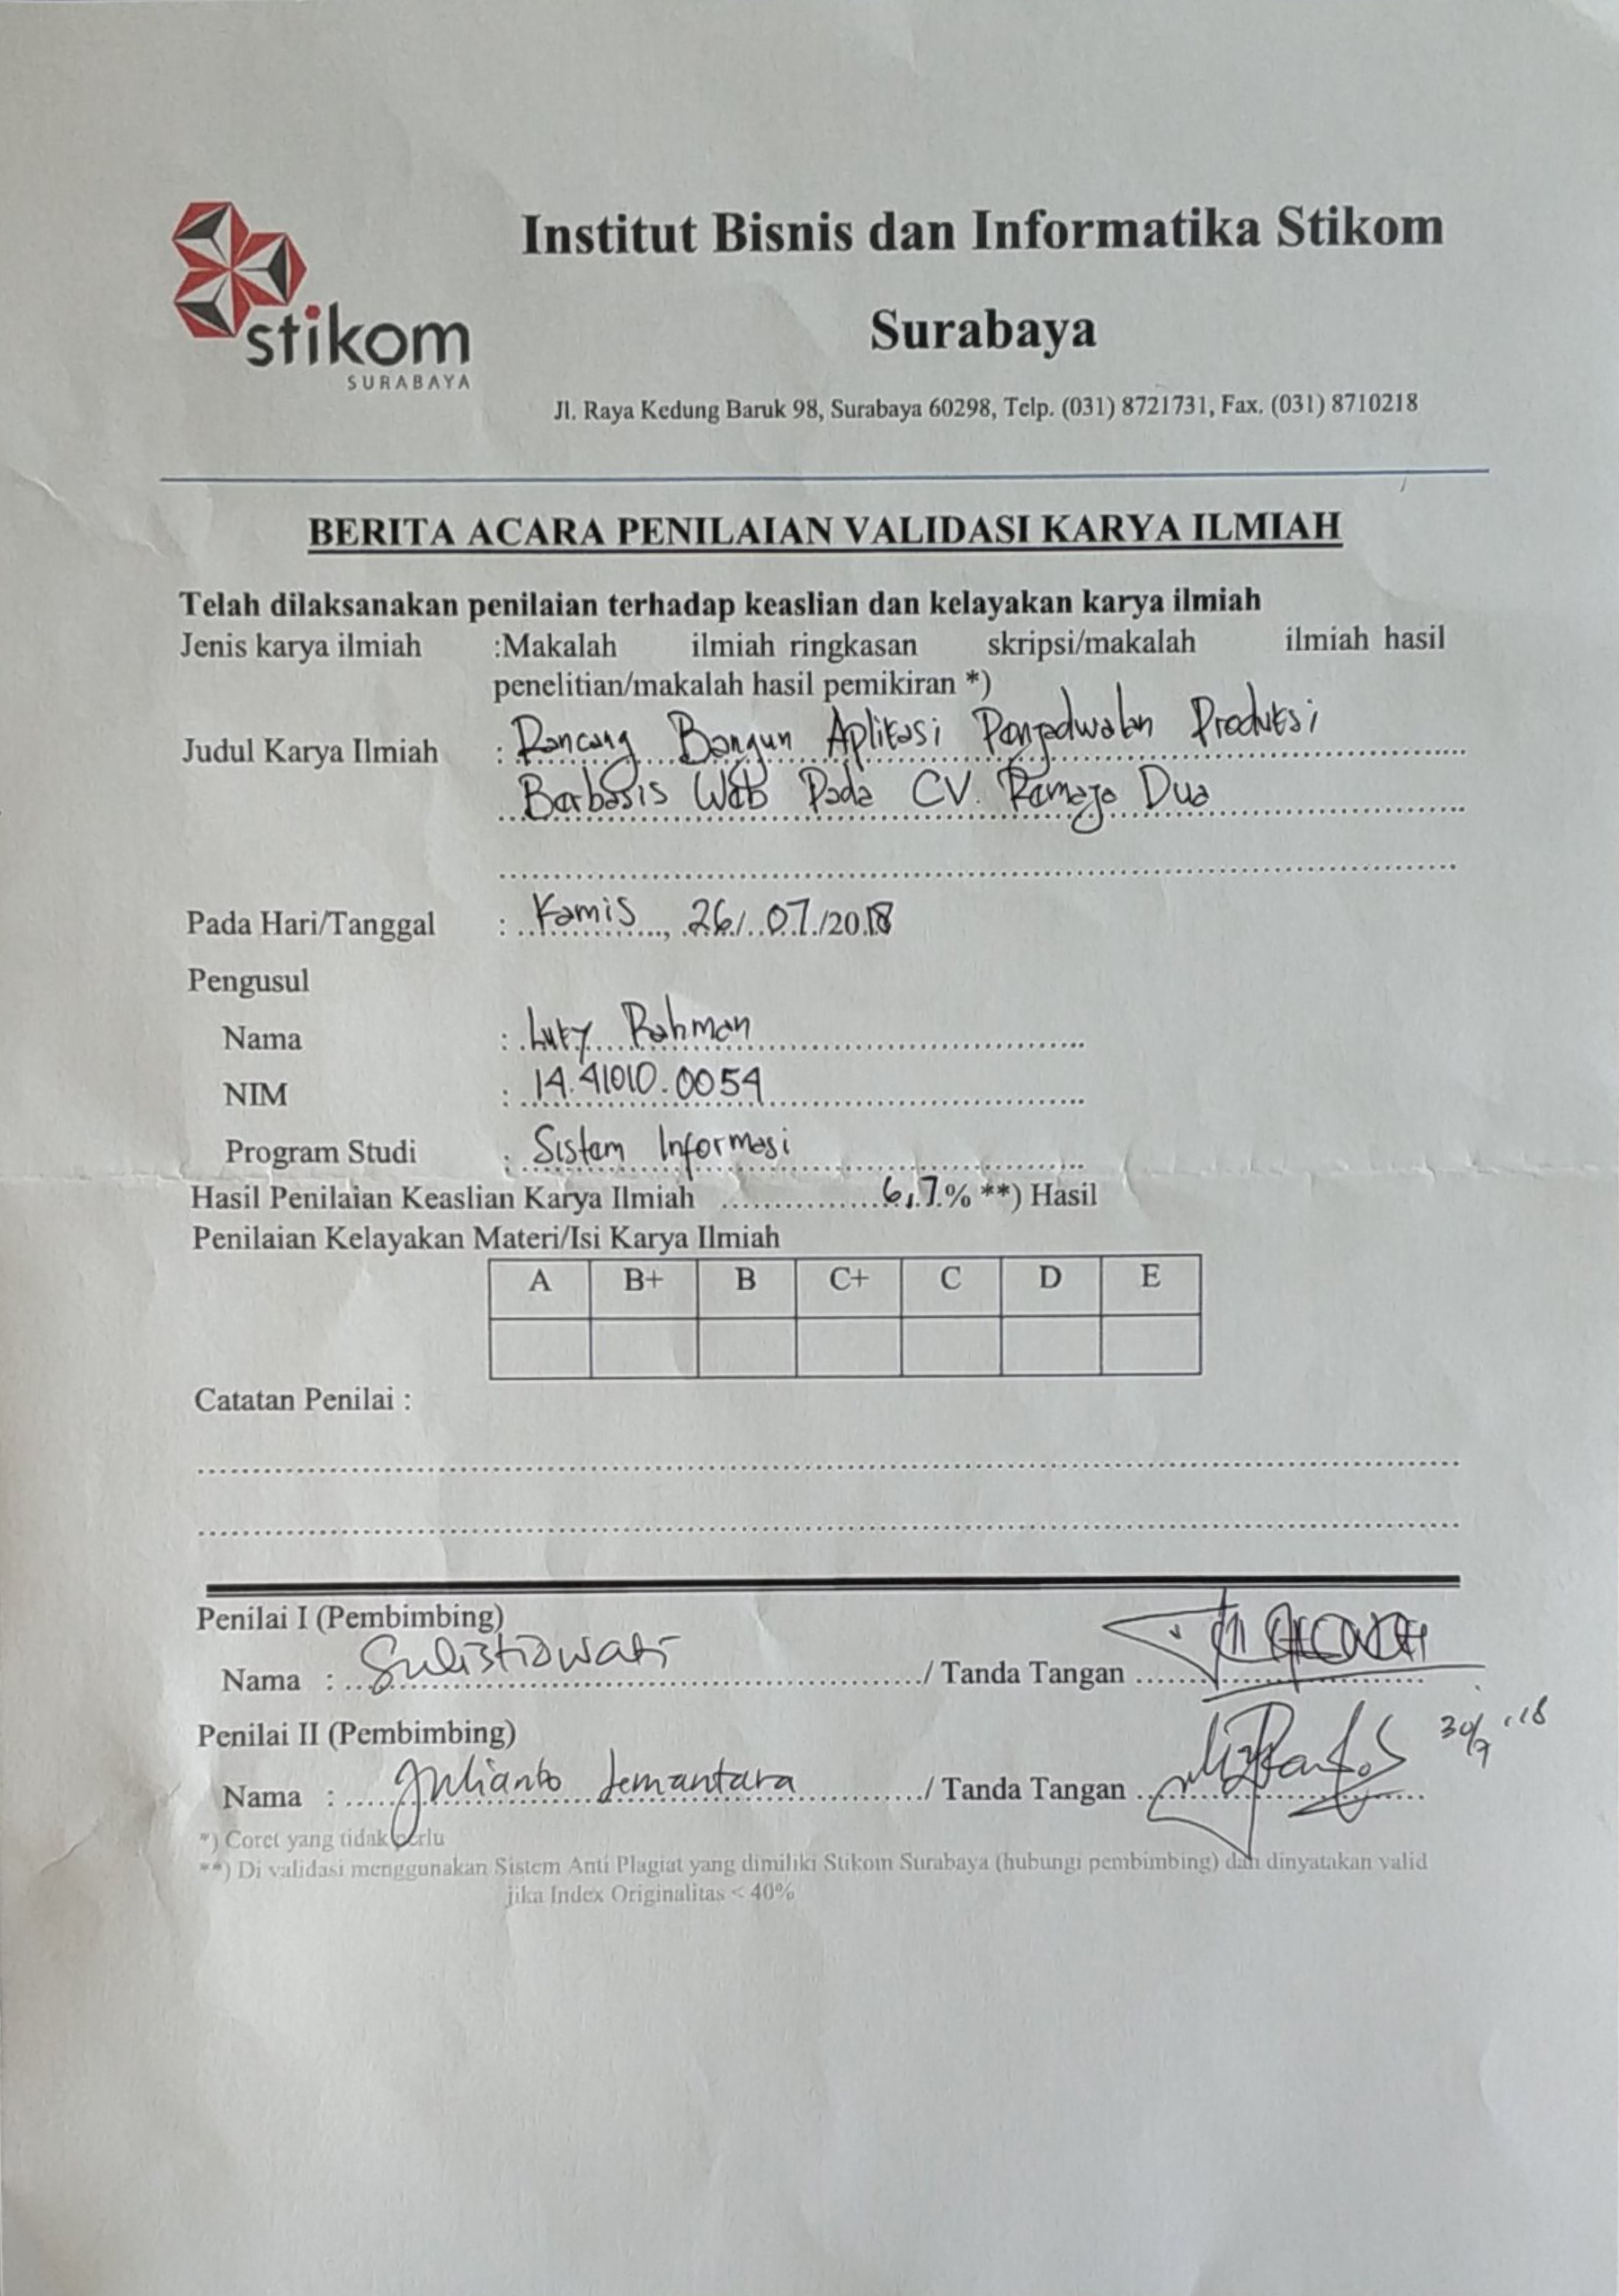 stikom
SURABAYA
Institut Bisnis dan Informatika Stikom
Surabaya
Jl. Raya Kedung Baruk 98, Surabaya 60298, Telp. (031) 8721731, Fax. (031) 8710218
BERITA ACARA PENILAIAN VALIDASI KARYA ILMIAH
Telah dilaksanakan penilaian terhadap keaslian dan kelayakan karya ilmiah
Jenis karya ilmiah :Makalah ilmiah ringkasan skripsi/makalah ilmiah hasil
penelitian/makalah hasil pemikiran *)
Judul Karya Ilmiah : Rancang Bangun Aplikasi Penjadwalan Produksi
Berbasis Web Pada CV. Ramajo Dua
Pada Hari/Tanggal : Kamis, 26/07/2018
Pengusul
Nama : Luky Rahman
NIM : 14.41010.0054
Program Studi : Sistem Informasi
Hasil Penilaian Keaslian Karya Ilmiah 6,7% **) Hasil
Penilaian Kelayakan Materi/Isi Karya Ilmiah
A B+ B C+ C D E
Catatan Penilai :
Penilai I (Pembimbing)
Nama : Sulistiowati / Tanda Tangan
Penilai II (Pembimbing) 30/7 '18
Nama : Julianto Lemantara / Tanda Tangan
*) Coret yang tidak perlu
**) Di validasi menggunakan Sistem Anti Plagiat yang dimiliki Stikom Surabaya (hubungi pembimbing) dan dinyatakan valid
jika Index Originalitas < 40%